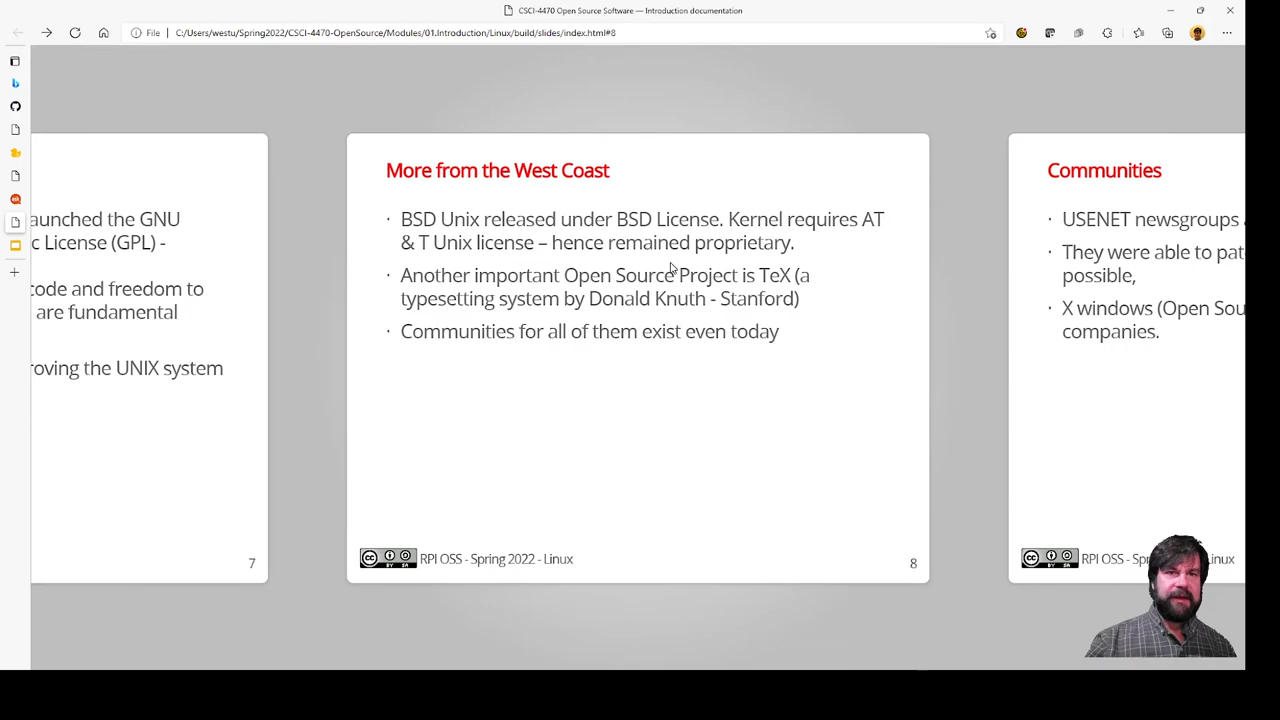 CSCI-4470 Open Source Software — Introduction documentation
File
C:/Users/westu/Spring2022/CSCI-4470-OpenSource/Modules/01.Introduction/Linux/build/slides/index.html#8
aunched the GNU
c License (GPL) -
code and freedom to
are fundamental
roving the UNIX system
7
More from the West Coast
· BSD Unix released under BSD License. Kernel requires AT
& T Unix license – hence remained proprietary.
· Another important Open Source Project is TeX (a
typesetting system by Donald Knuth - Stanford)
· Communities for all of them exist even today
RPI OSS - Spring 2022 - Linux
8
Communities
· USENET newsgroups
· They were able to pat
possible,
· X windows (Open Sou
companies.
RPI OSS - Sp
inux